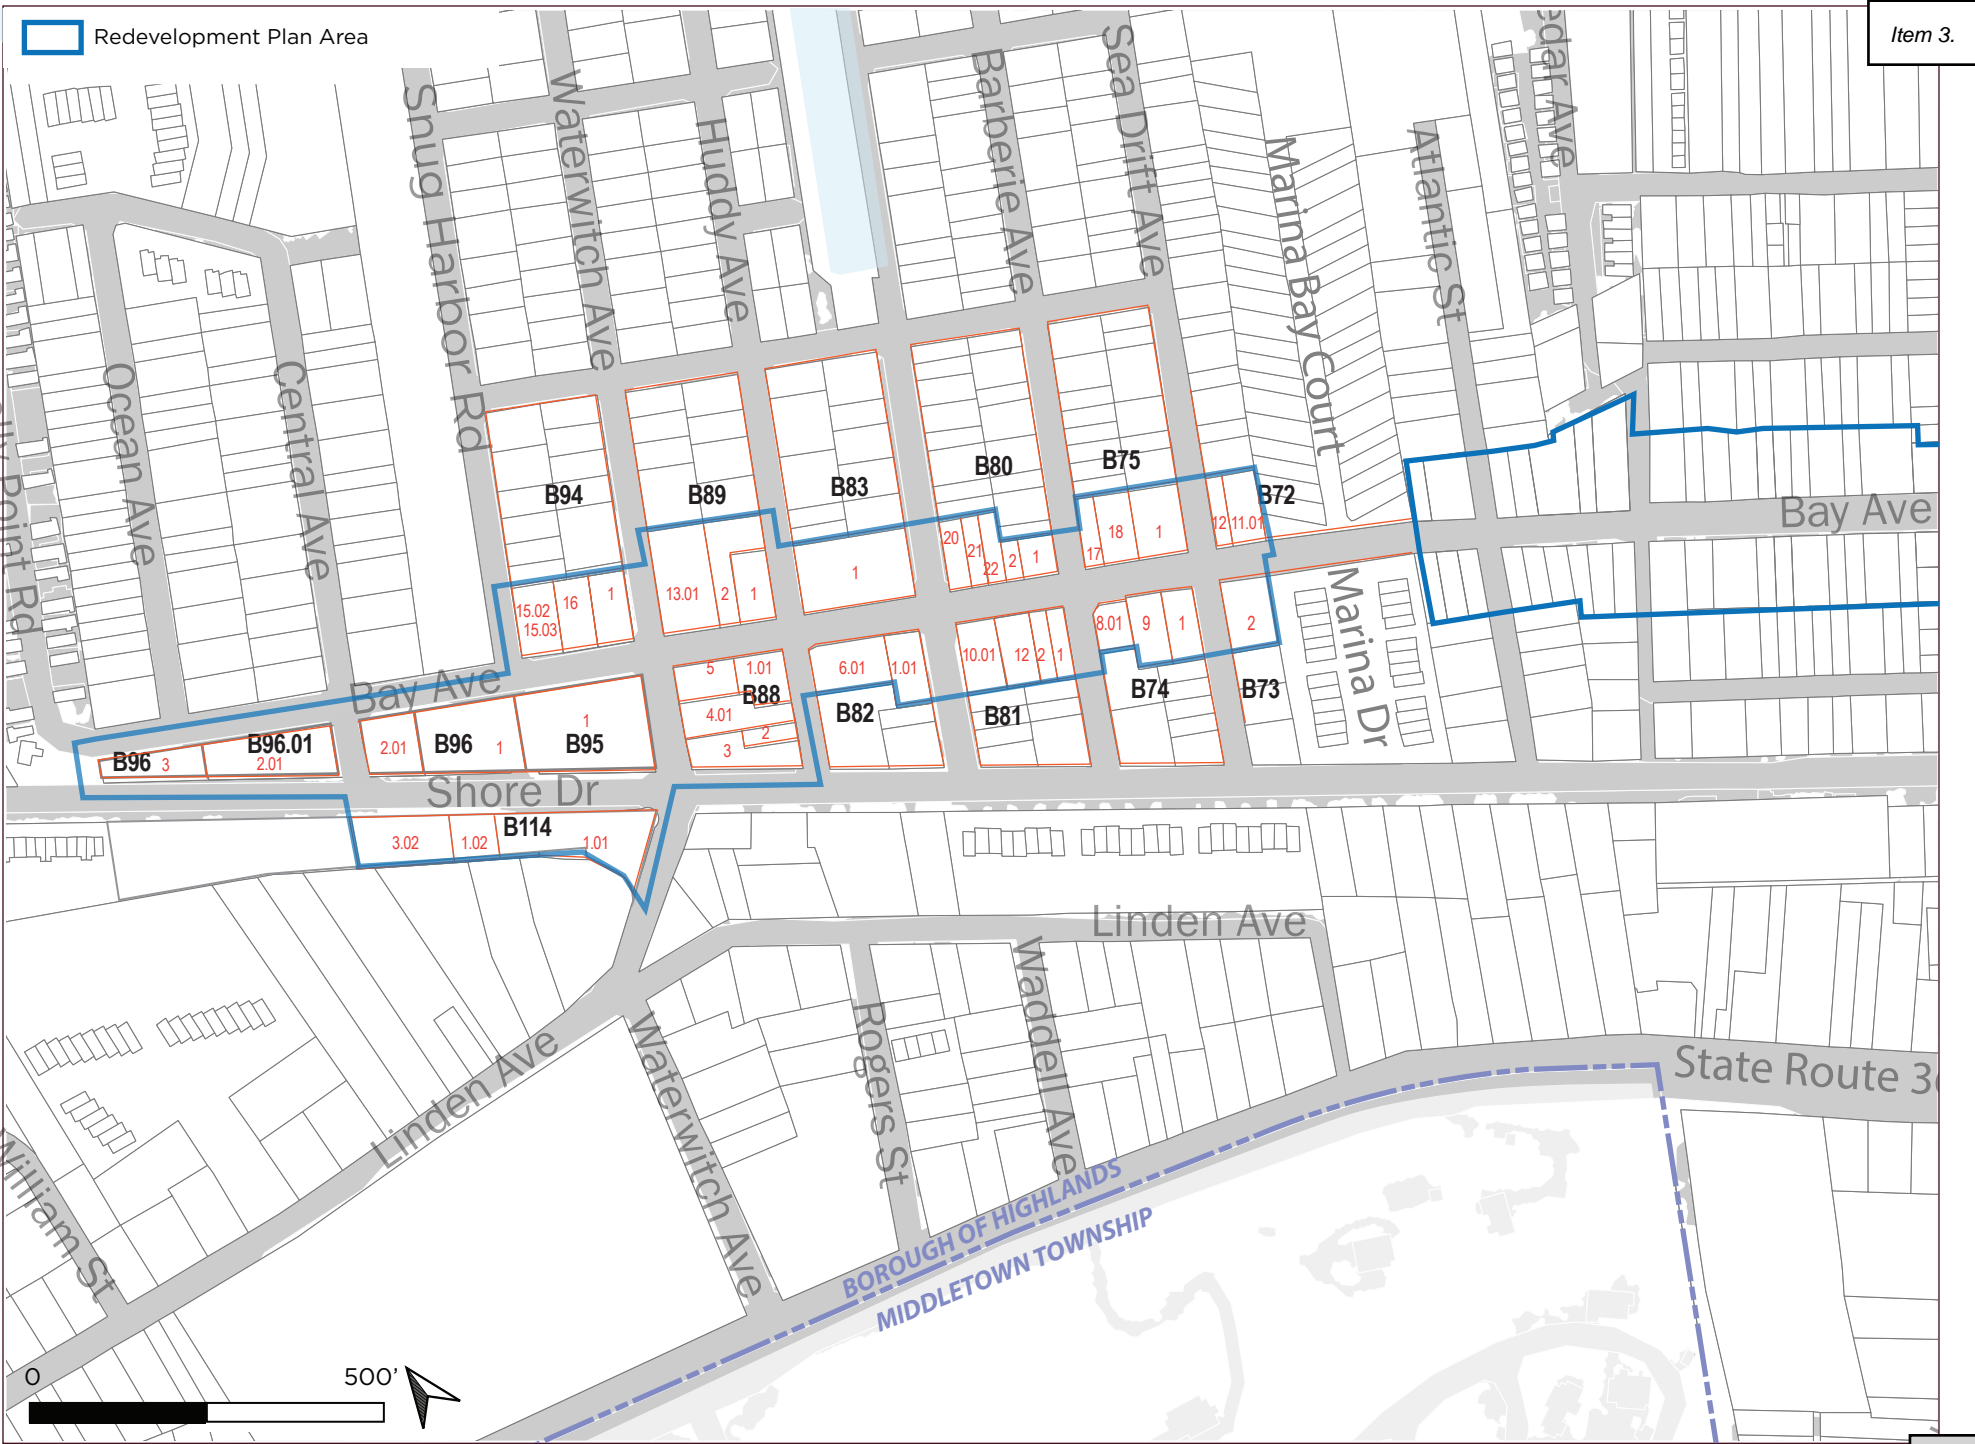 Redevelopment Plan Area
Item 3.
Snug Harbor Rd
Waterwitch Ave
Huddy Ave
Barberie Ave
Sea Drift Ave
Marina Bay Court
Atlantic St
edar Ave
Ocean Ave
Central Ave
Point Rd
B94
B89
B83
B80
B75
B72
Bay Ave
15.02
15.03
16
1
13.01
2
1
1
20
21
22
2
1
17
18
1
12
11.01
Bay Ave
B96
3
B96.01
2.01
2.01
B96
1
1
B95
5
1.01
B88
4.01
2
3
6.01
1.01
B82
10.01
12
2
1
B81
8.01
9
1
B74
2
B73
Marina Dr
Shore Dr
3.02
1.02
B114
1.01
Linden Ave
Linden Ave
Waterwitch Ave
Rogers St
Waddell Ave
William St
State Route 3
BOROUGH OF HIGHLANDS
MIDDLETOWN TOWNSHIP
0
500'